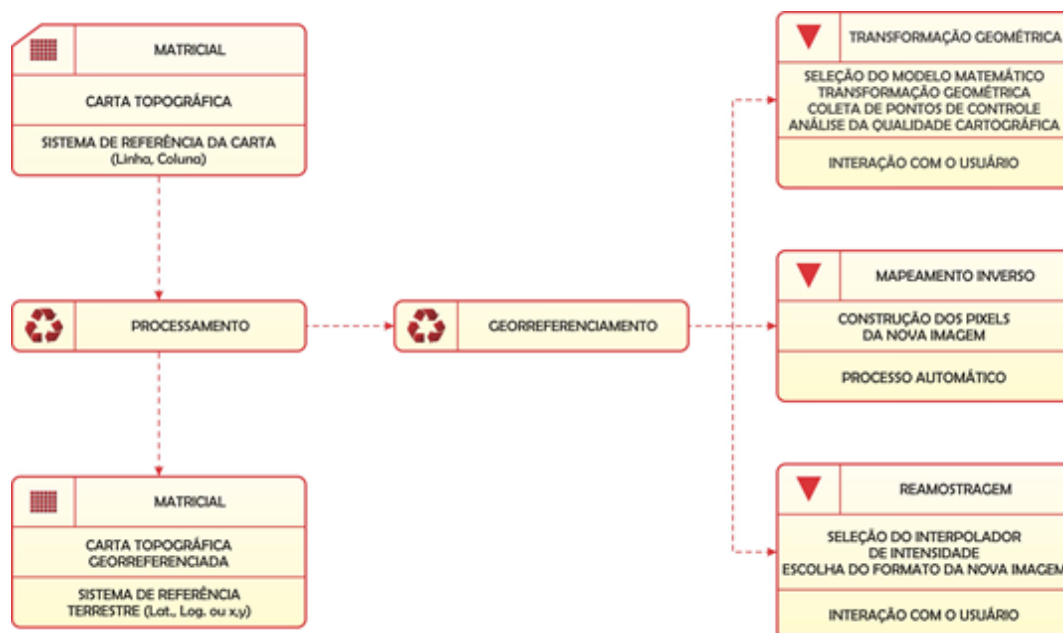 MATRICIAL
CARTA TOPOGRÁFICA
SISTEMA DE REFERÊNCIA DA CARTA
(Linha, Coluna)
PROCESSAMENTO
MATRICIAL
CARTA TOPOGRÁFICA
GEORREFERENCIADA
SISTEMA DE REFERÊNCIA
TERRESTRE (Lat., Log. ou x,y)
GEORREFERENCIAMENTO
TRANSFORMAÇÃO GEOMÉTRICA
SELEÇÃO DO MODELO MATEMÁTICO
TRANSFORMAÇÃO GEOMÉTRICA
COLETA DE PONTOS DE CONTROLE
ANÁLISE DA QUALIDADE CARTOGRÁFICA
INTERAÇÃO COM O USUÁRIO
MAPEAMENTO INVERSO
CONSTRUÇÃO DOS PIXELS
DA NOVA IMAGEM
PROCESSO AUTOMÁTICO
REAMOSTRAGEM
SELEÇÃO DO INTERPOLADOR
DE INTENSIDADE
ESCOLHA DO FORMATO DA NOVA IMAGEM
INTERAÇÃO COM O USUÁRIO